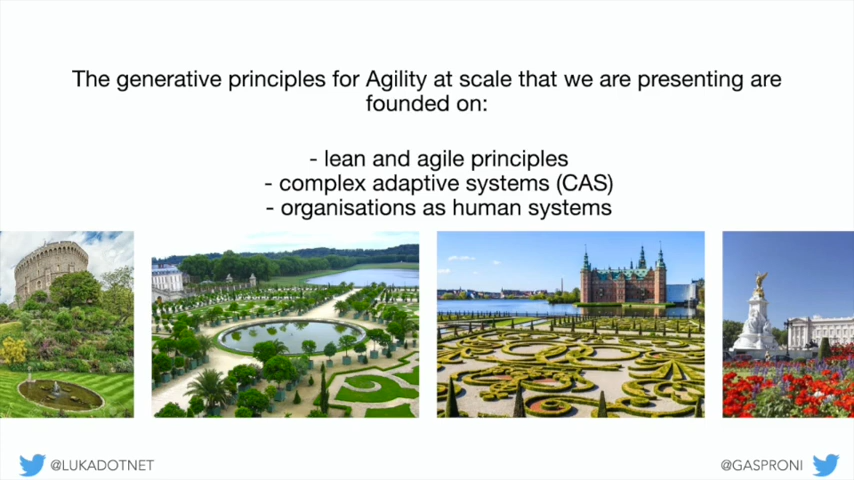 The generative principles for Agility at scale that we are presenting are
founded on:
- lean and agile principles
- complex adaptive systems (CAS)
- organisations as human systems
@LUKADOTNET
@GASPRONI